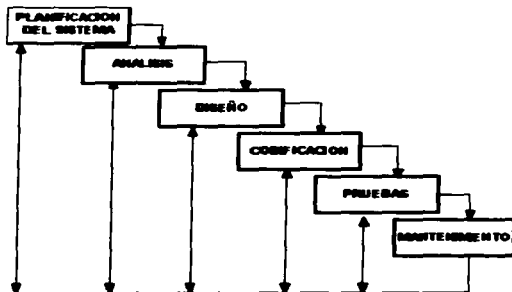 PLANIFICACION
DEL SISTEMA
ANALISIS
DISEÑO
CODIFICACION
PRUEBAS
MANTENIMIENTO